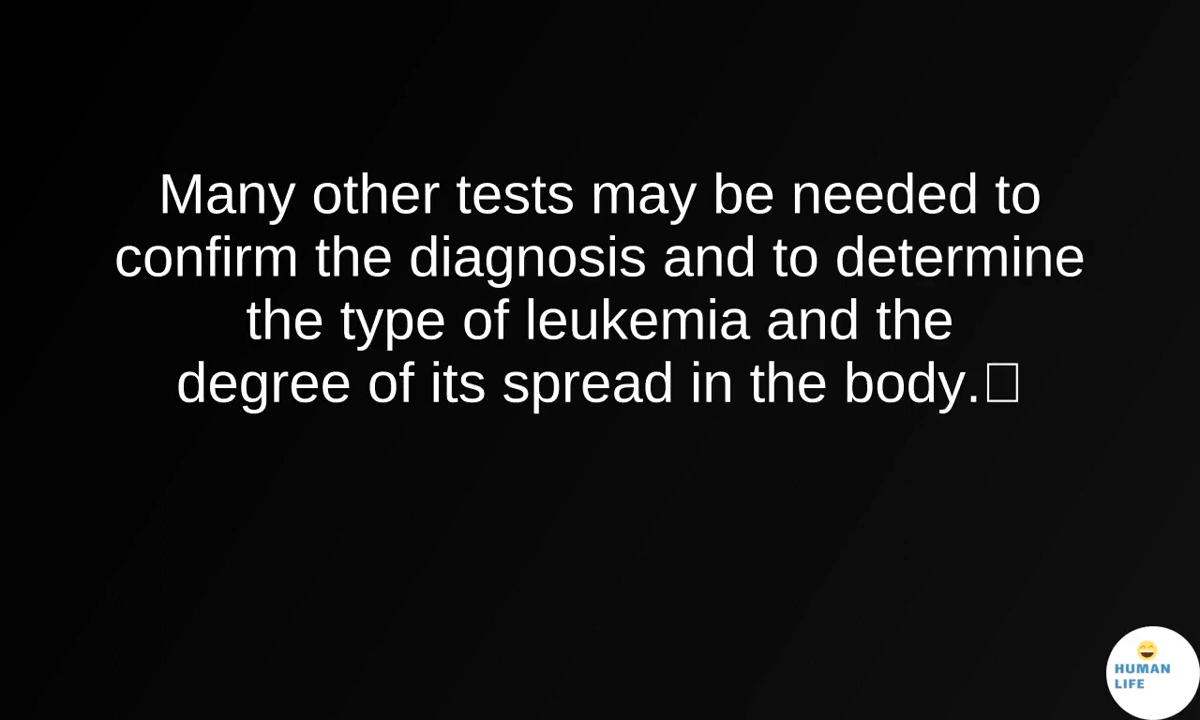 Many other tests may be needed to
confirm the diagnosis and to determine
the type of leukemia and the
degree of its spread in the body.
HUMAN
LIFE